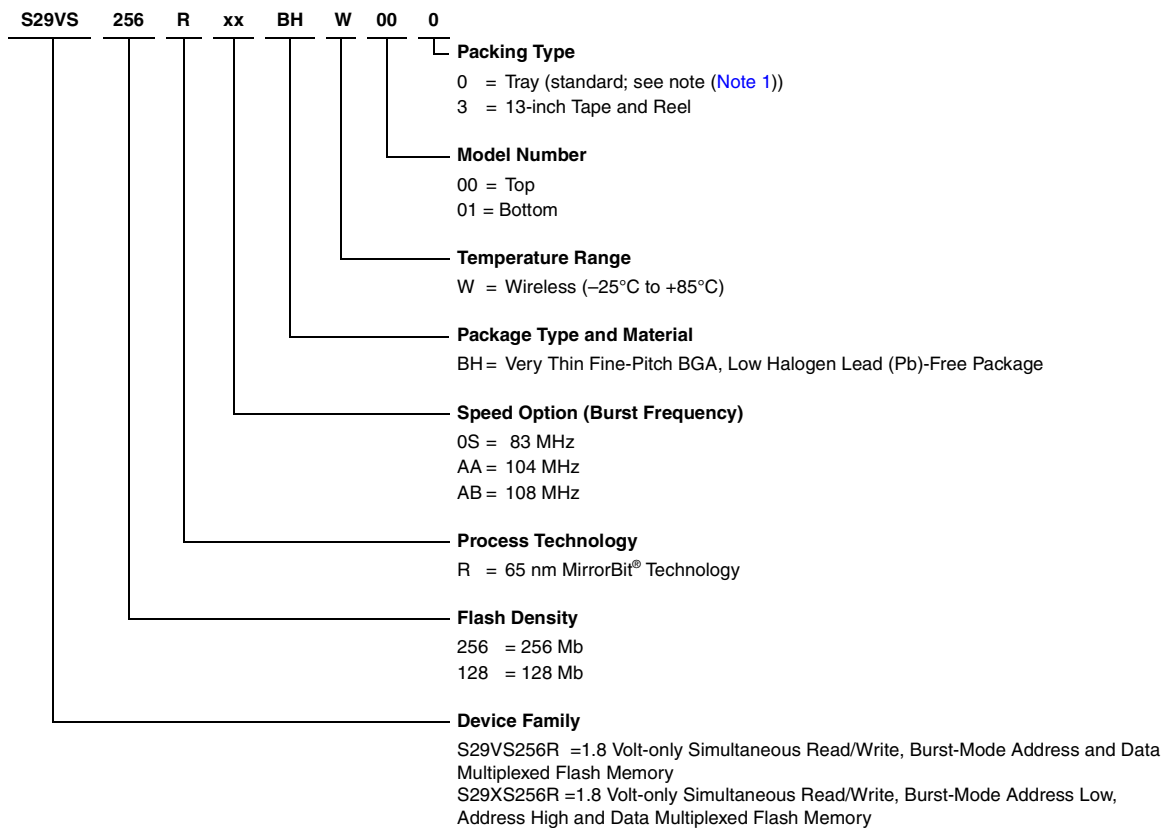 S29VS 256 R xx BH W 00 0
Packing Type
0 = Tray (standard; see note (Note 1))
3 = 13-inch Tape and Reel
Model Number
00 = Top
01 = Bottom
Temperature Range
W = Wireless (–25°C to +85°C)
Package Type and Material
BH = Very Thin Fine-Pitch BGA, Low Halogen Lead (Pb)-Free Package
Speed Option (Burst Frequency)
0S = 83 MHz
AA = 104 MHz
AB = 108 MHz
Process Technology
R = 65 nm MirrorBit® Technology
Flash Density
256 = 256 Mb
128 = 128 Mb
Device Family
S29VS256R =1.8 Volt-only Simultaneous Read/Write, Burst-Mode Address and Data
Multiplexed Flash Memory
S29XS256R =1.8 Volt-only Simultaneous Read/Write, Burst-Mode Address Low,
Address High and Data Multiplexed Flash Memory